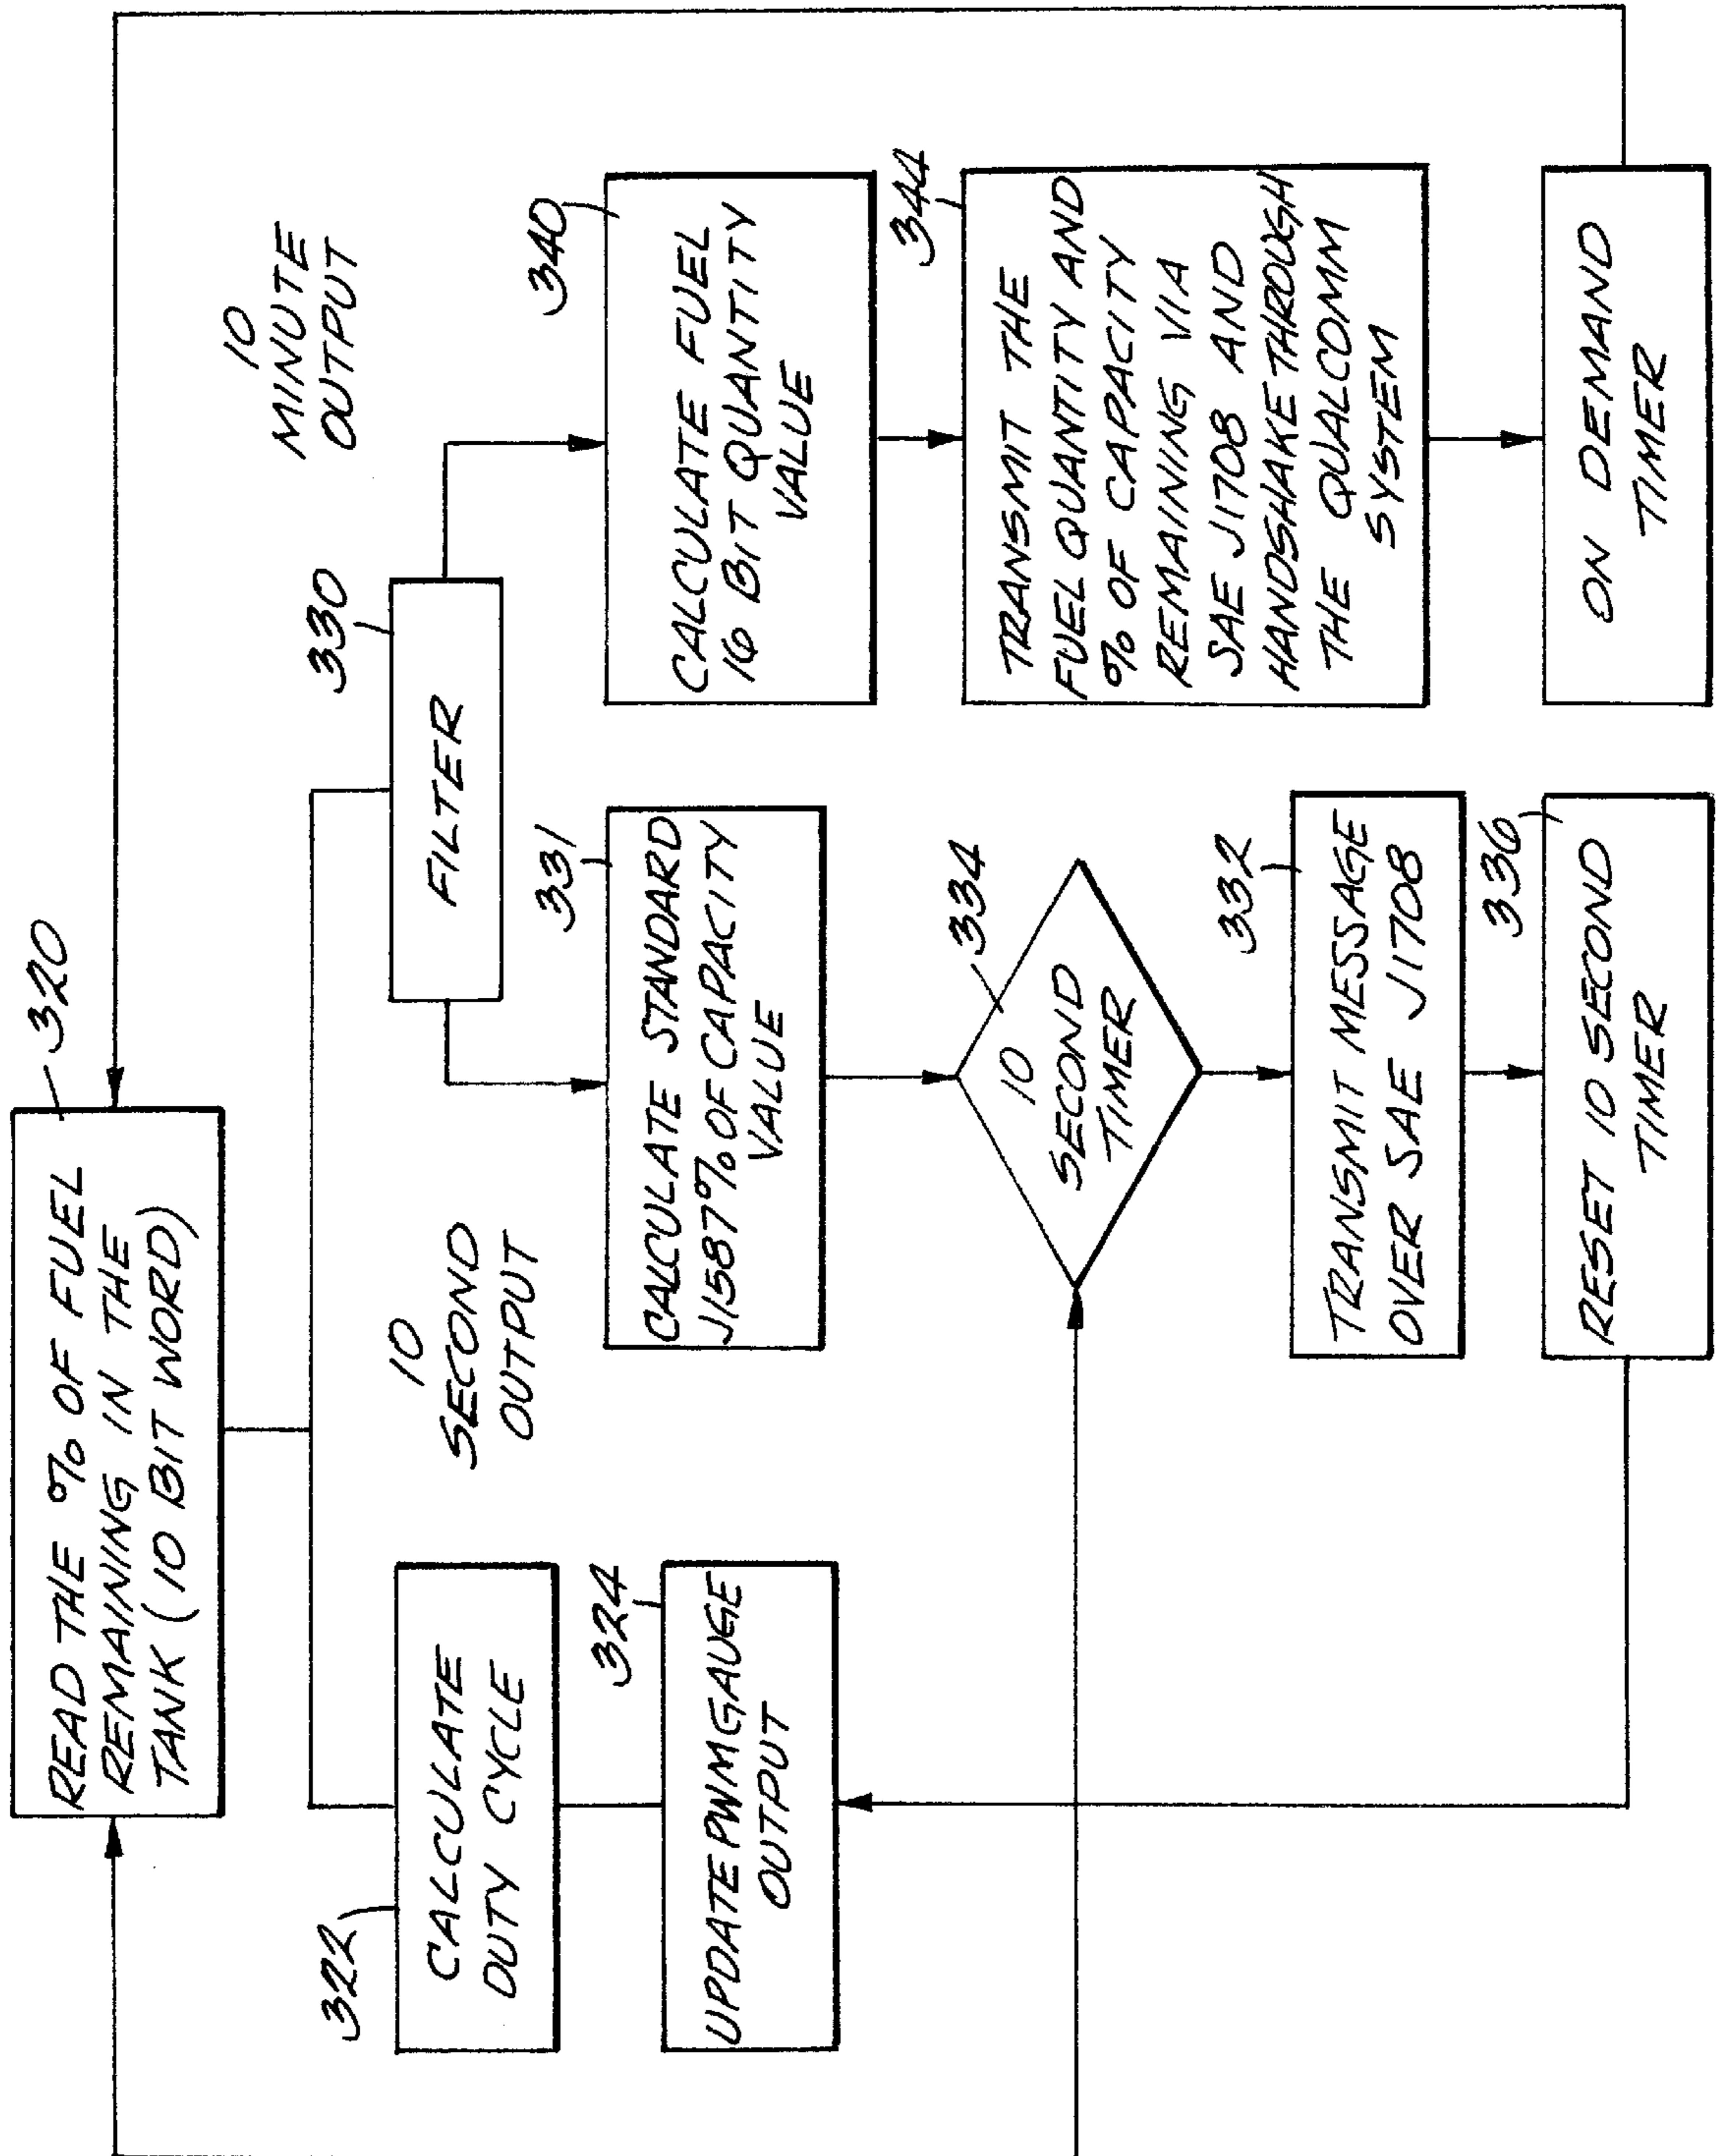 READ THE % OF FUEL
REMAINING IN THE
TANK (10 BIT WORD)
320
322
CALCULATE
DUTY CYCLE
324
UPDATE PWM GAUGE
OUTPUT
10
SECOND
OUTPUT
330
FILTER
10
MINUTE
OUTPUT
331
CALCULATE STANDARD
J1587 % OF CAPACITY
VALUE
334
10
SECOND
TIMER
332
TRANSMIT MESSAGE
OVER SAE J1708
336
RESET 10 SECOND
TIMER
340
CALCULATE FUEL
16 BIT QUANTITY
VALUE
344
TRANSMIT THE
FUEL QUANTITY AND
% OF CAPACITY
REMAINING VIA
SAE J1708 AND
HANDSHAKE THROUGH
THE QUALCOMM
SYSTEM
ON DEMAND
TIMER